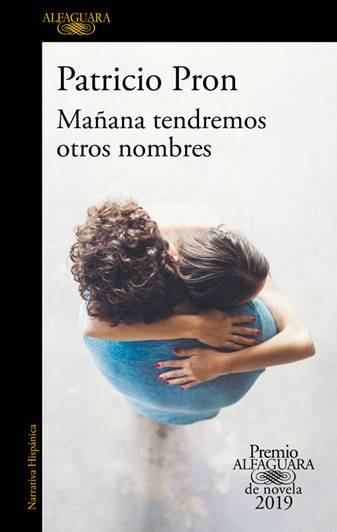 ALFAGUARA
Patricio Pron
Mañana tendremos
otros nombres
Narrativa Hispánica
Premio
ALFAGUARA
de novela
2019